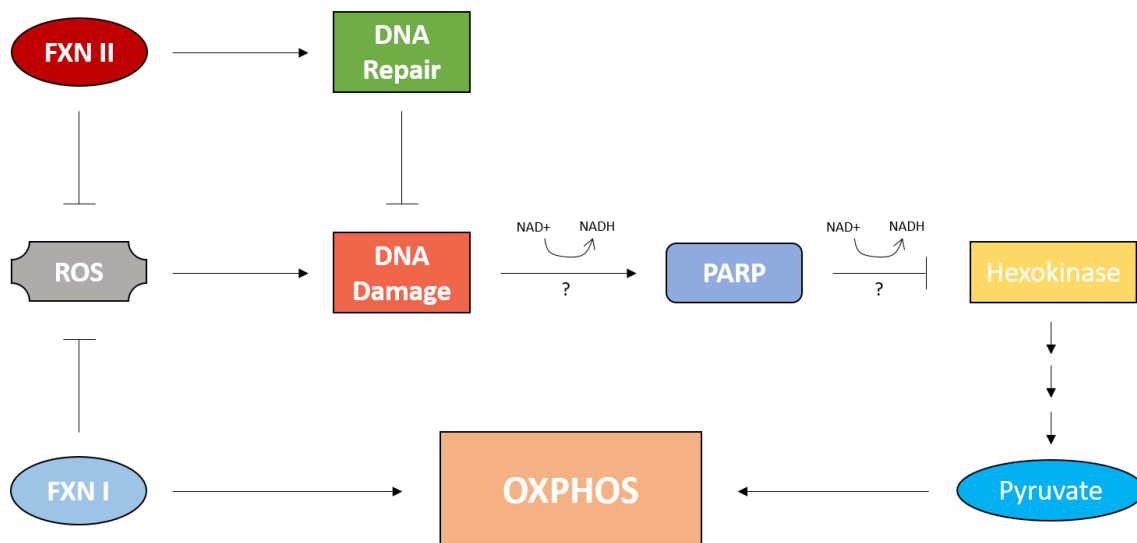 FXN II
DNA
Repair
NAD+ NADH
NAD+ NADH
ROS
DNA
Damage
PARP
Hexokinase
?
?
FXN I
OXPHOS
Pyruvate